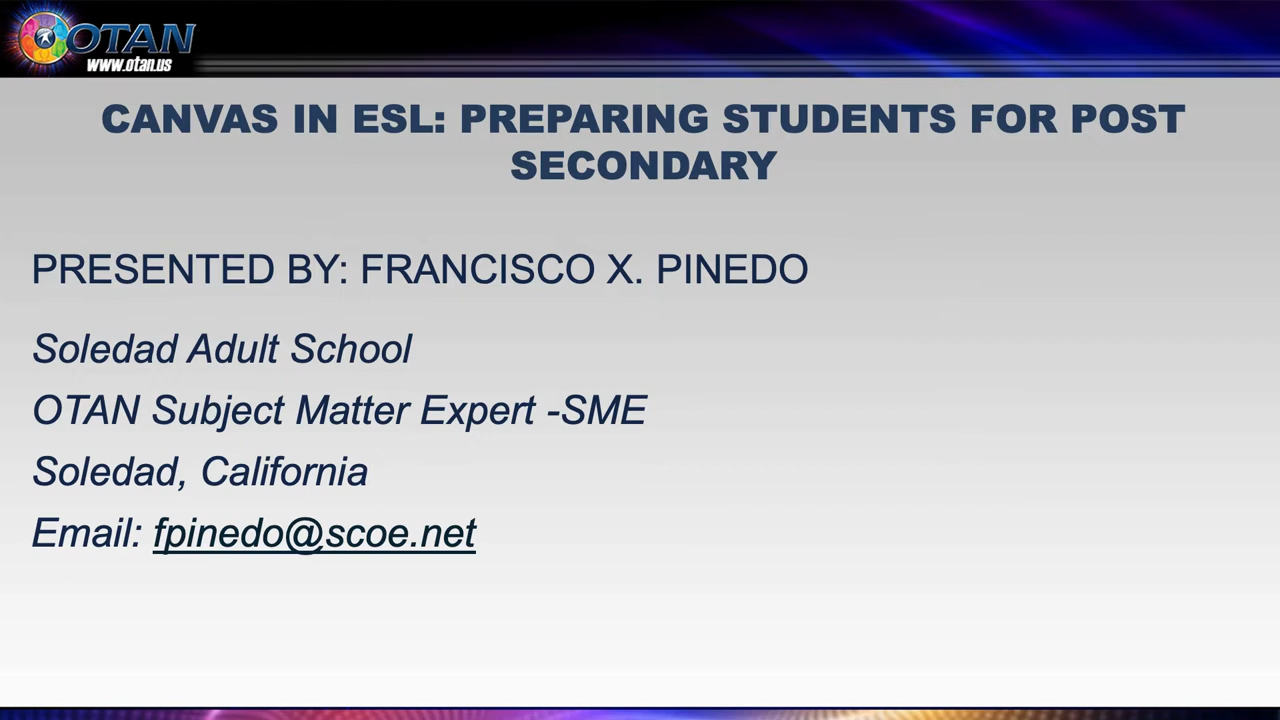 OTAN
www.otan.us
CANVAS IN ESL: PREPARING STUDENTS FOR POST
SECONDARY
PRESENTED BY: FRANCISCO X. PINEDO
Soledad Adult School
OTAN Subject Matter Expert -SME
Soledad, California
Email: fpinedo@scoe.net